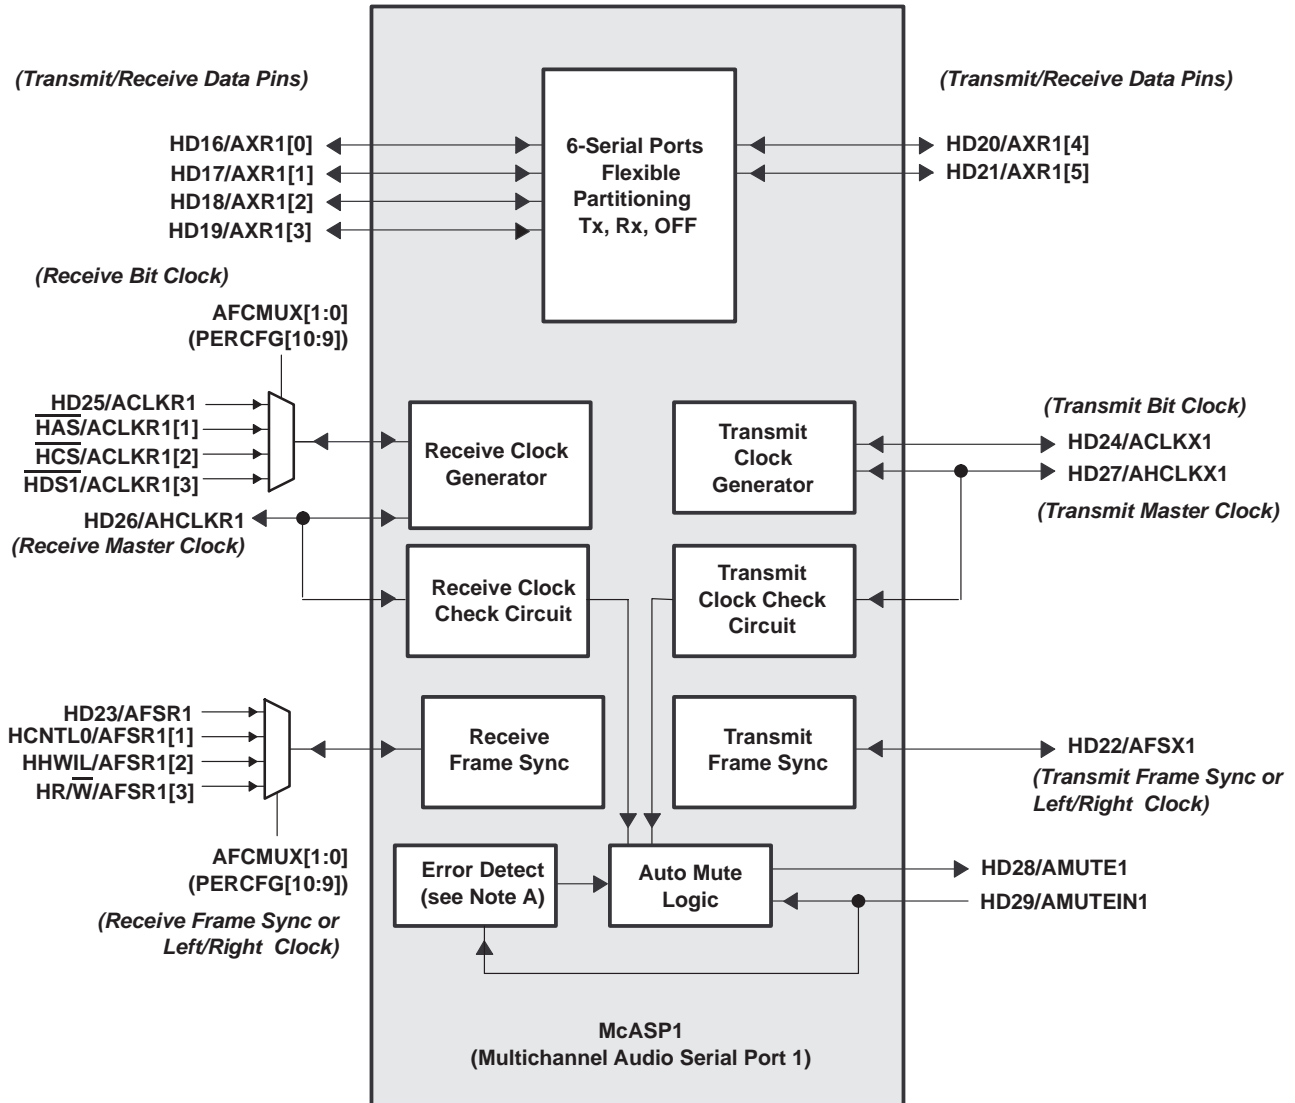 (Transmit/Receive Data Pins)
(Transmit/Receive Data Pins)
HD16/AXR1[0]
HD17/AXR1[1]
HD18/AXR1[2]
HD19/AXR1[3]
6-Serial Ports
Flexible
Partitioning
Tx, Rx, OFF
HD20/AXR1[4]
HD21/AXR1[5]
(Receive Bit Clock)
AFCMUX[1:0]
(PERCFG[10:9])
HD25/ACLKR1
H̅A̅S̅/ACLKR1[1]
H̅C̅S̅/ACLKR1[2]
H̅D̅S̅1̅/ACLKR1[3]
HD26/AHCLKR1
(Receive Master Clock)
Receive Clock
Generator
Transmit
Clock
Generator
(Transmit Bit Clock)
HD24/ACLKX1
HD27/AHCLKX1
(Transmit Master Clock)
Receive Clock
Check Circuit
Transmit
Clock Check
Circuit
HD23/AFSR1
HCNTL0/AFSR1[1]
HHWIL/AFSR1[2]
HR/W̅/AFSR1[3]
Receive
Frame Sync
Transmit
Frame Sync
HD22/AFSX1
(Transmit Frame Sync or
Left/Right Clock)
AFCMUX[1:0]
(PERCFG[10:9])
(Receive Frame Sync or
Left/Right Clock)
Error Detect
(see Note A)
Auto Mute
Logic
HD28/AMUTE1
HD29/AMUTEIN1
McASP1
(Multichannel Audio Serial Port 1)